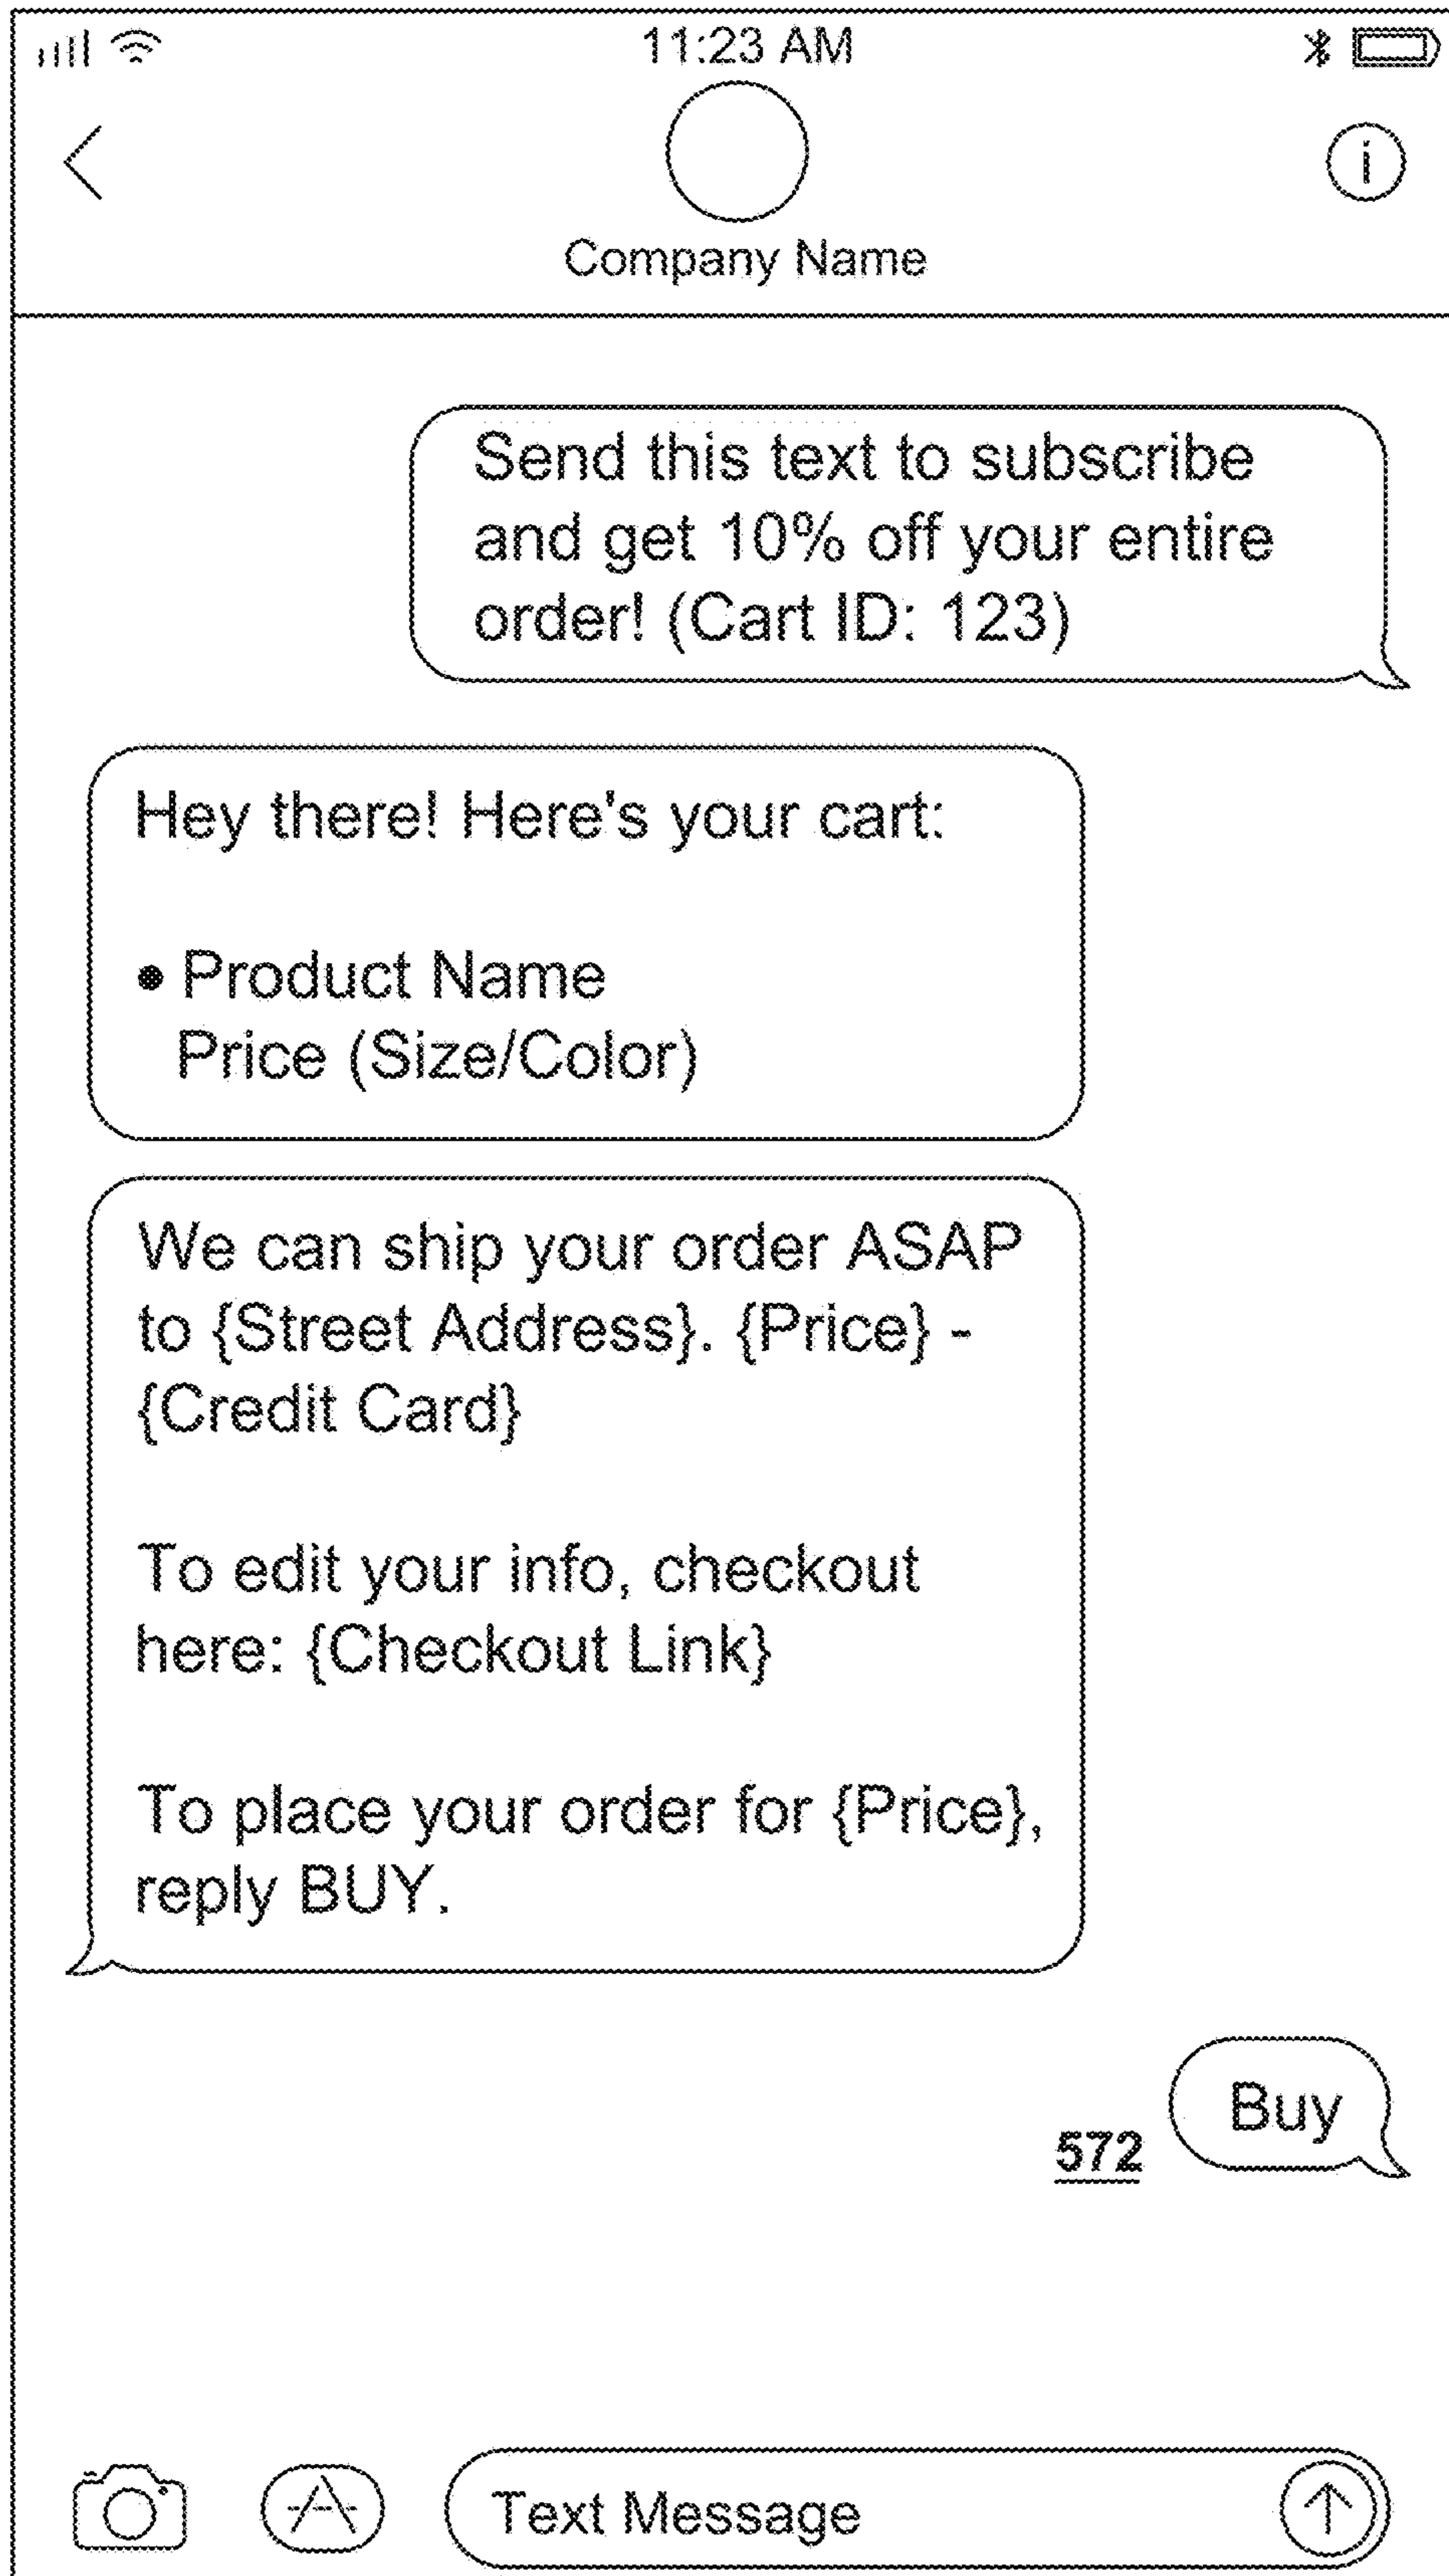 11:23 AM
i
Company Name
Send this text to subscribe
and get 10% off your entire
order! (Cart ID: 123)
Hey there! Here's your cart:
• Product Name
Price (Size/Color)
We can ship your order ASAP
to {Street Address}. {Price} -
{Credit Card}
To edit your info, checkout
here: {Checkout Link}
To place your order for {Price},
reply BUY.
Buy
572
Text Message